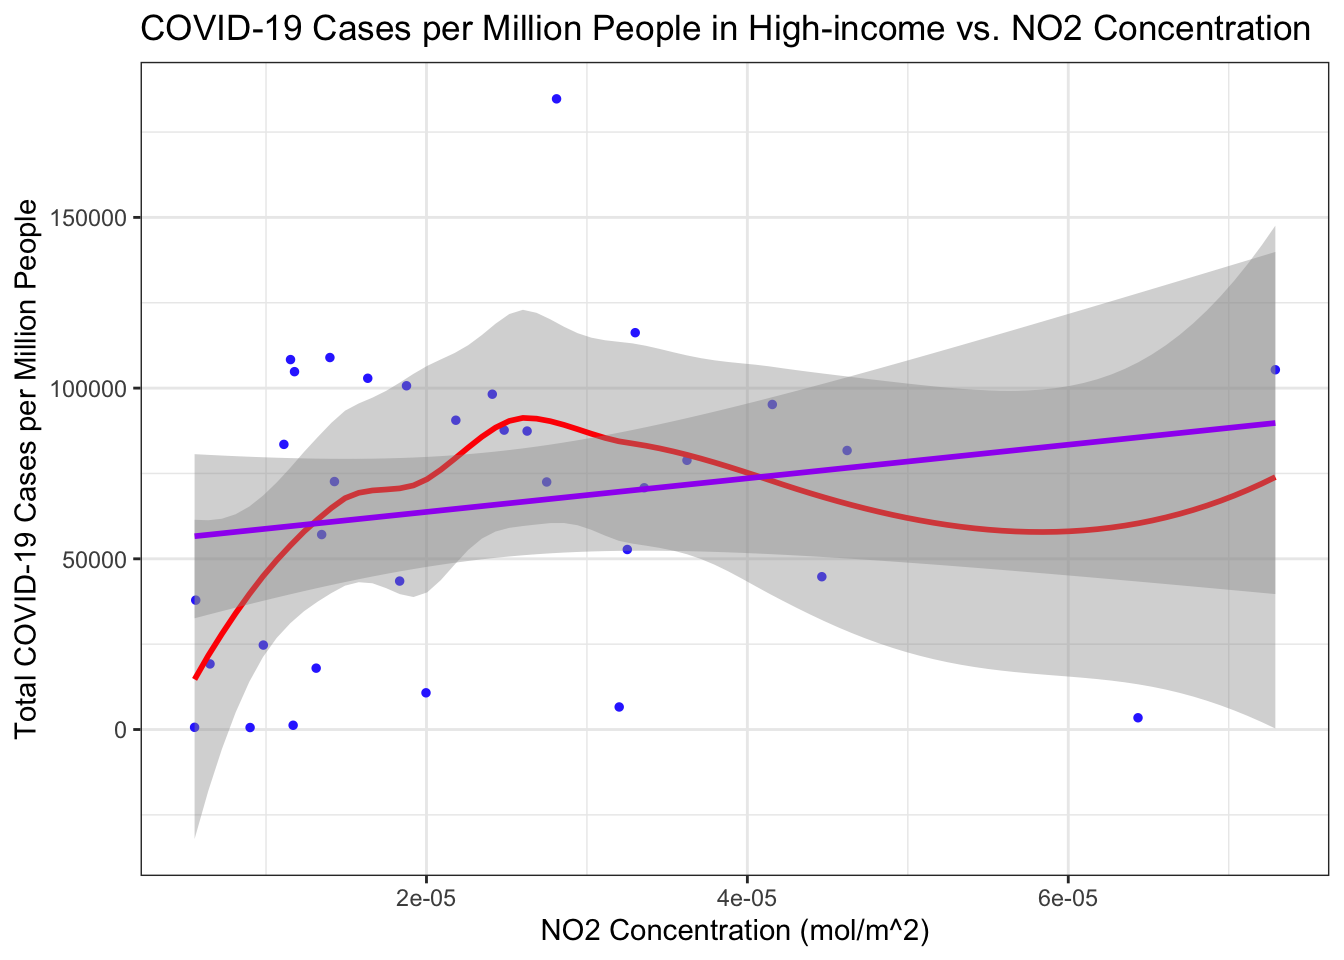 COVID-19 Cases per Million People in High-income vs. NO2 Concentration
Total COVID-19 Cases per Million People
150000
100000
50000
0
2e-05
4e-05
6e-05
NO2 Concentration (mol/m^2)